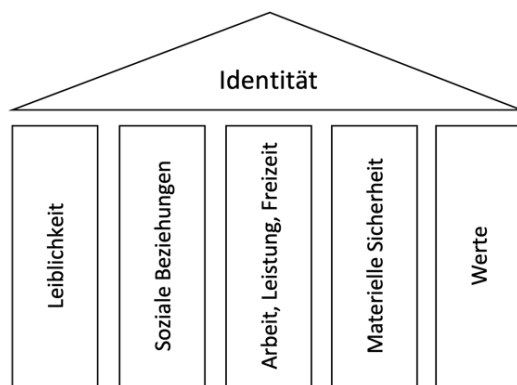 Identität
Leiblichkeit
Soziale Beziehungen
Arbeit, Leistung, Freizeit
Materielle Sicherheit
Werte